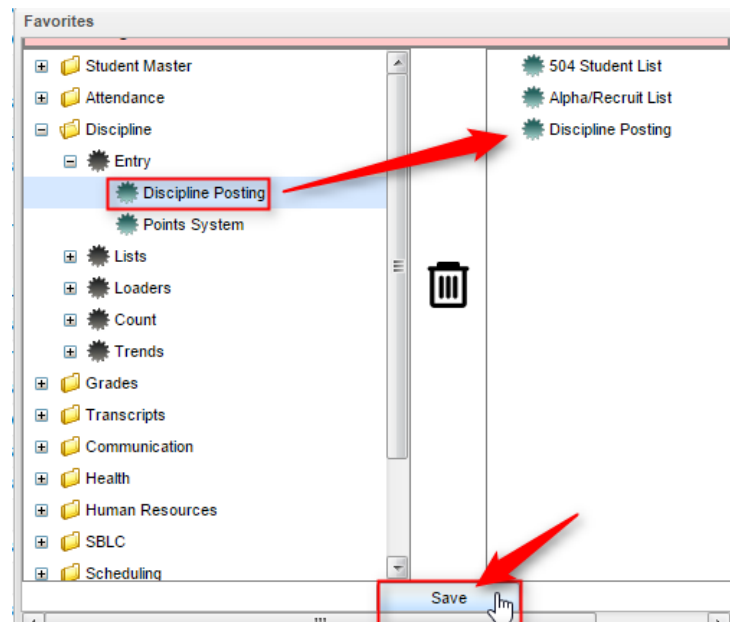 Favorites
Student Master
Attendance
Discipline
Entry
Discipline Posting
Points System
Lists
Loaders
Count
Trends
Grades
Transcripts
Communication
Health
Human Resources
SBLC
Scheduling
504 Student List
Alpha/Recruit List
Discipline Posting
Save